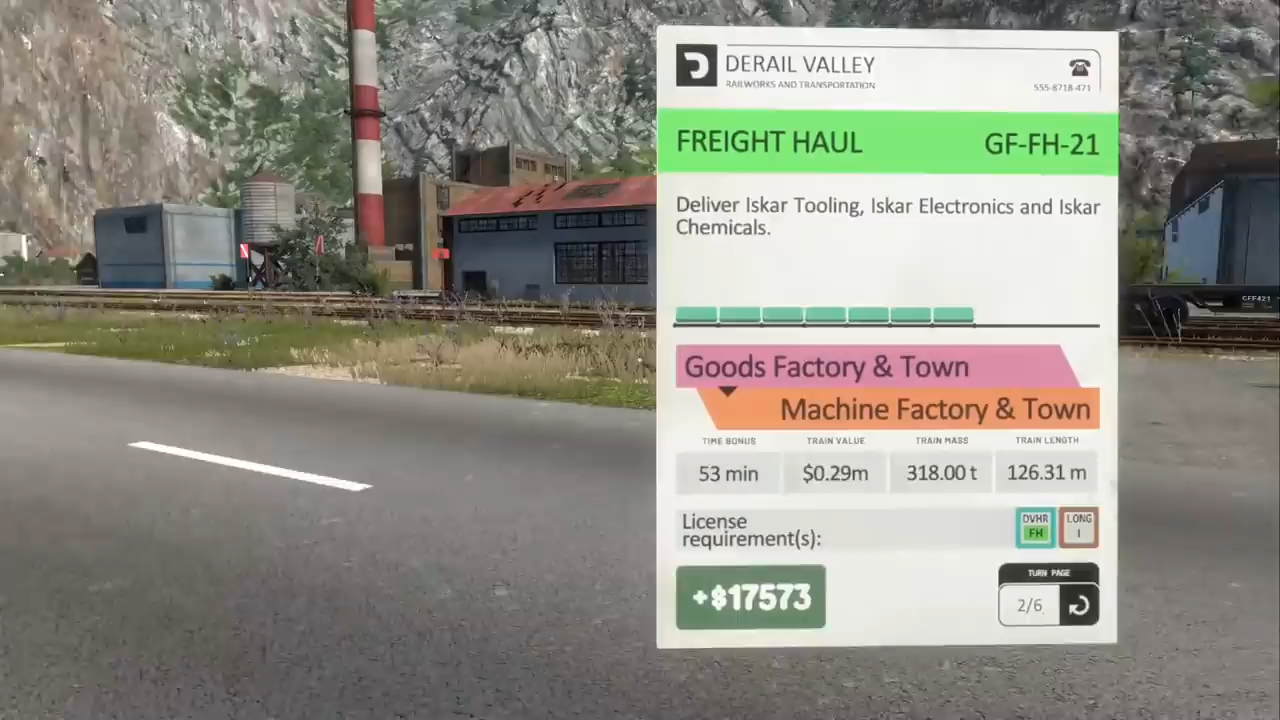 DERAIL VALLEY
RAILWORKS AND TRANSPORTATION
555-8718-471
FREIGHT HAUL GF-FH-21
Deliver Iskar Tooling, Iskar Electronics and Iskar
Chemicals.
Goods Factory & Town
Machine Factory & Town
TIME BONUS TRAIN VALUE TRAIN MASS TRAIN LENGTH
53 min $0.29m 318.00 t 126.31 m
License
requirement(s):
DVHR
FH
LONG
I
+$17573
TURN PAGE
2/6